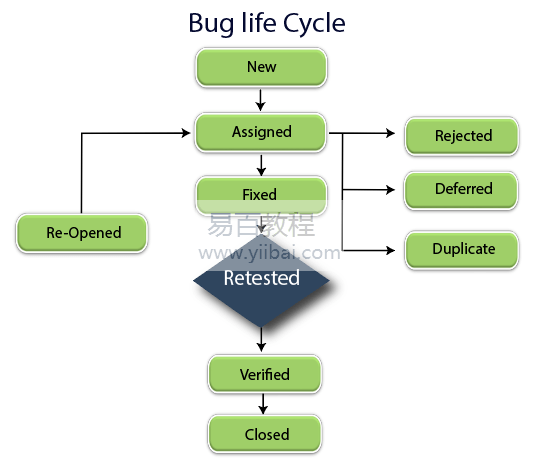 Bug life Cycle
New
Assigned
Rejected
Fixed
Deferred
易百教程
Re-Opened
www.yiibai.com
Duplicate
Retested
Verified
Closed